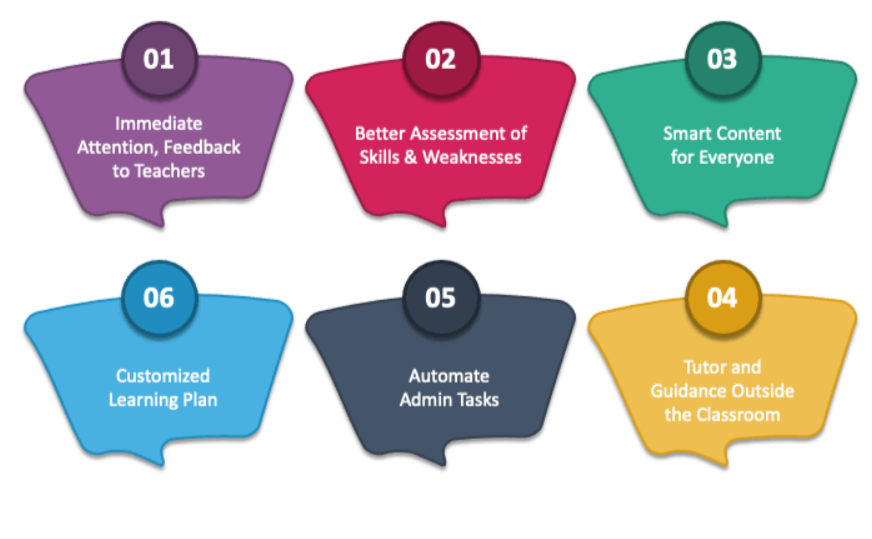 01
Immediate
Attention, Feedback
to Teachers
02
Better Assessment of
Skills & Weaknesses
03
Smart Content
for Everyone
06
Customized
Learning Plan
05
Automate
Admin Tasks
04
Tutor and
Guidance Outside
the Classroom